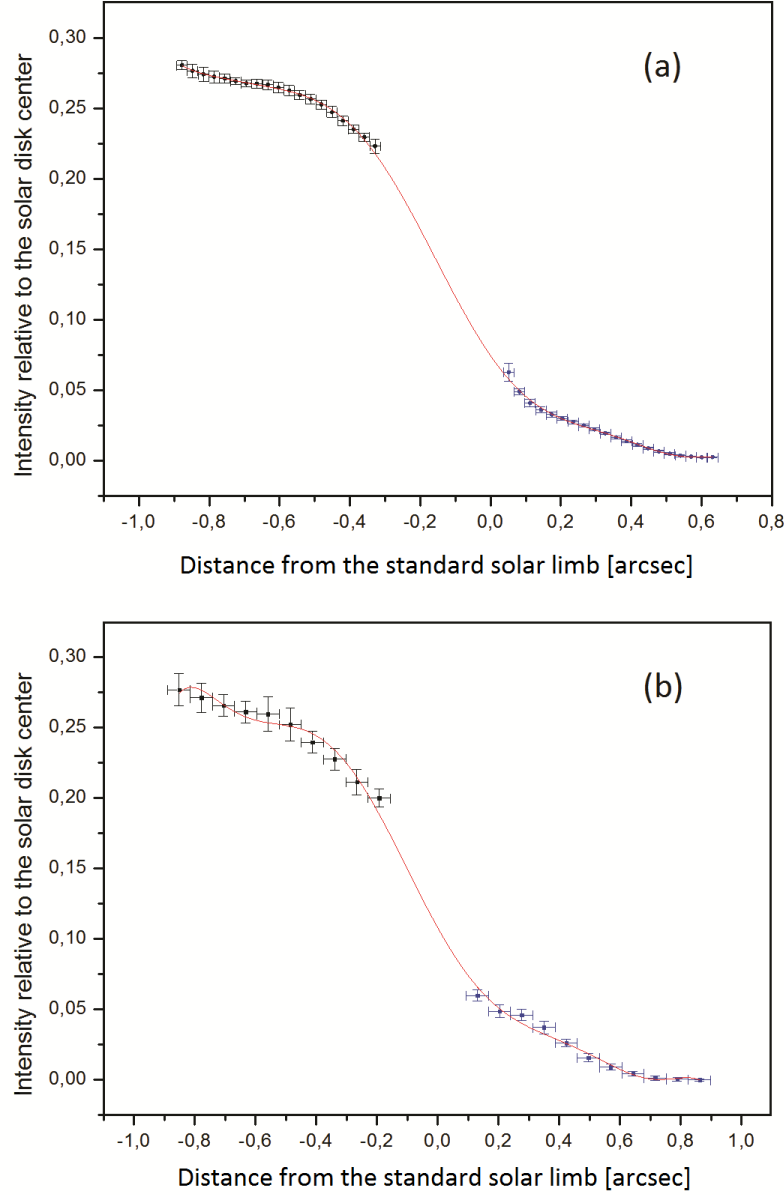 (a)
Intensity relative to the solar disk center
0,30
0,25
0,20
0,15
0,10
0,05
0,00
-1,0 -0,8 -0,6 -0,4 -0,2 0,0 0,2 0,4 0,6 0,8
Distance from the standard solar limb [arcsec]
(b)
Intensity relative to the solar disk center
0,30
0,25
0,20
0,15
0,10
0,05
0,00
-1,0 -0,8 -0,6 -0,4 -0,2 0,0 0,2 0,4 0,6 0,8 1,0
Distance from the standard solar limb [arcsec]